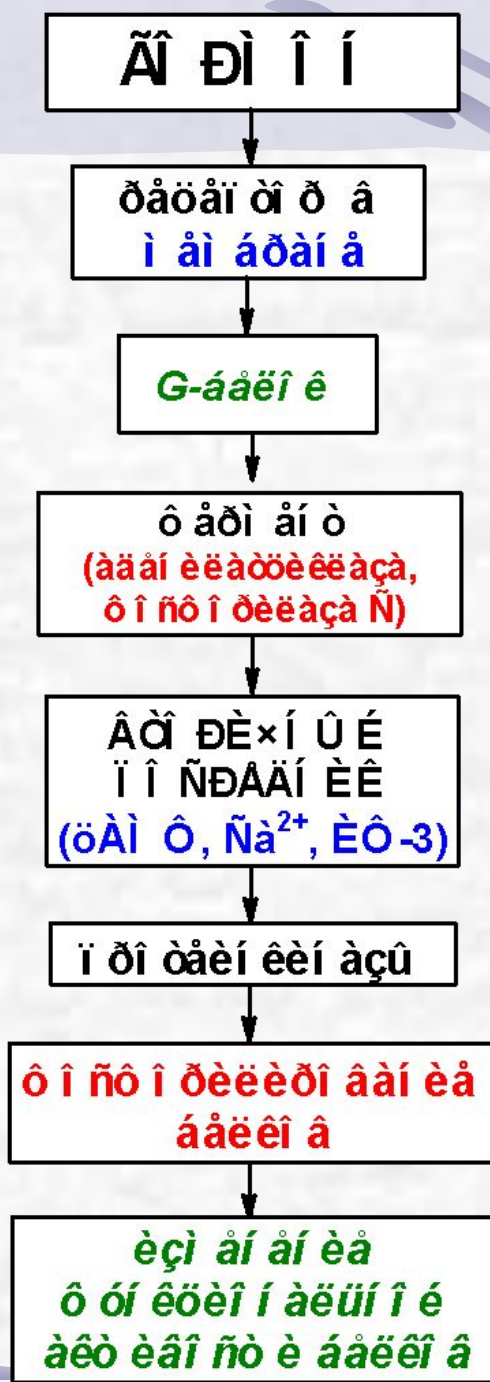 ÃÎ ÐÌ Î Í
ðåöåï òî ð â
ì åì áðàí å
G-áåëî ê
ô åðì åí ò
(àäåí èëàòöèêëàçà,
ô î ñô î ðèëàçà Ñ)
ÂÒÎ ÐÈ×Í Û É
Ï Î ÑÐÅÄÍ ÈÊ
(öÀÌ Ô, Ñà²⁺, ÈÔ-3)
ï ðî òåèí êèí àçû
ô î ñô î ðèëèðî âàí èå
áåëêî â
èçì åí åí èå
ô óí êöèî í àëüí î é
àêò èâî ñò è áåëêî â